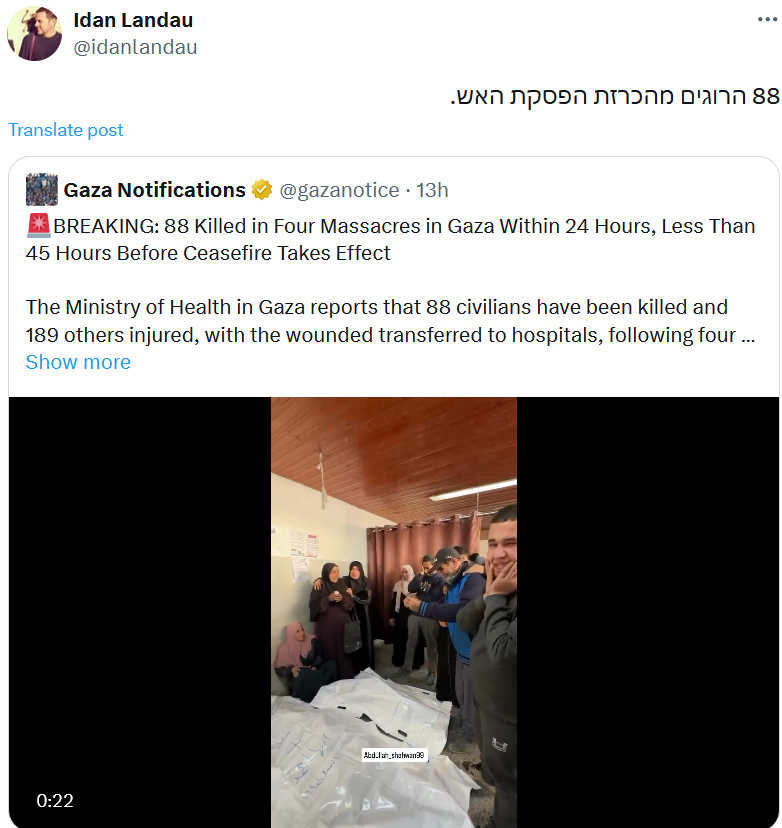 Idan Landau
@idanlandau
88 הרוגים מהכרזת הפסקת האש.
Translate post
Gaza Notifications @gazanotice · 13h
🚨BREAKING: 88 Killed in Four Massacres in Gaza Within 24 Hours, Less Than
45 Hours Before Ceasefire Takes Effect
The Ministry of Health in Gaza reports that 88 civilians have been killed and
189 others injured, with the wounded transferred to hospitals, following four ...
Show more
Abdullah_shahwan99
0:22